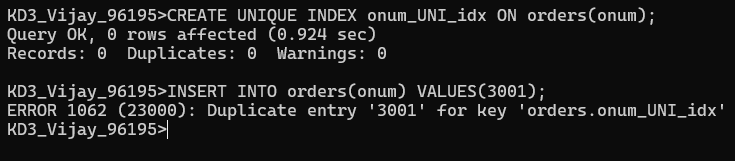 KD3_Vijay_96195>CREATE UNIQUE INDEX onum_UNI_idx ON orders(onum);
Query OK, 0 rows affected (0.924 sec)
Records: 0  Duplicates: 0  Warnings: 0
KD3_Vijay_96195>INSERT INTO orders(onum) VALUES(3001);
ERROR 1062 (23000): Duplicate entry '3001' for key 'orders.onum_UNI_idx'
KD3_Vijay_96195>